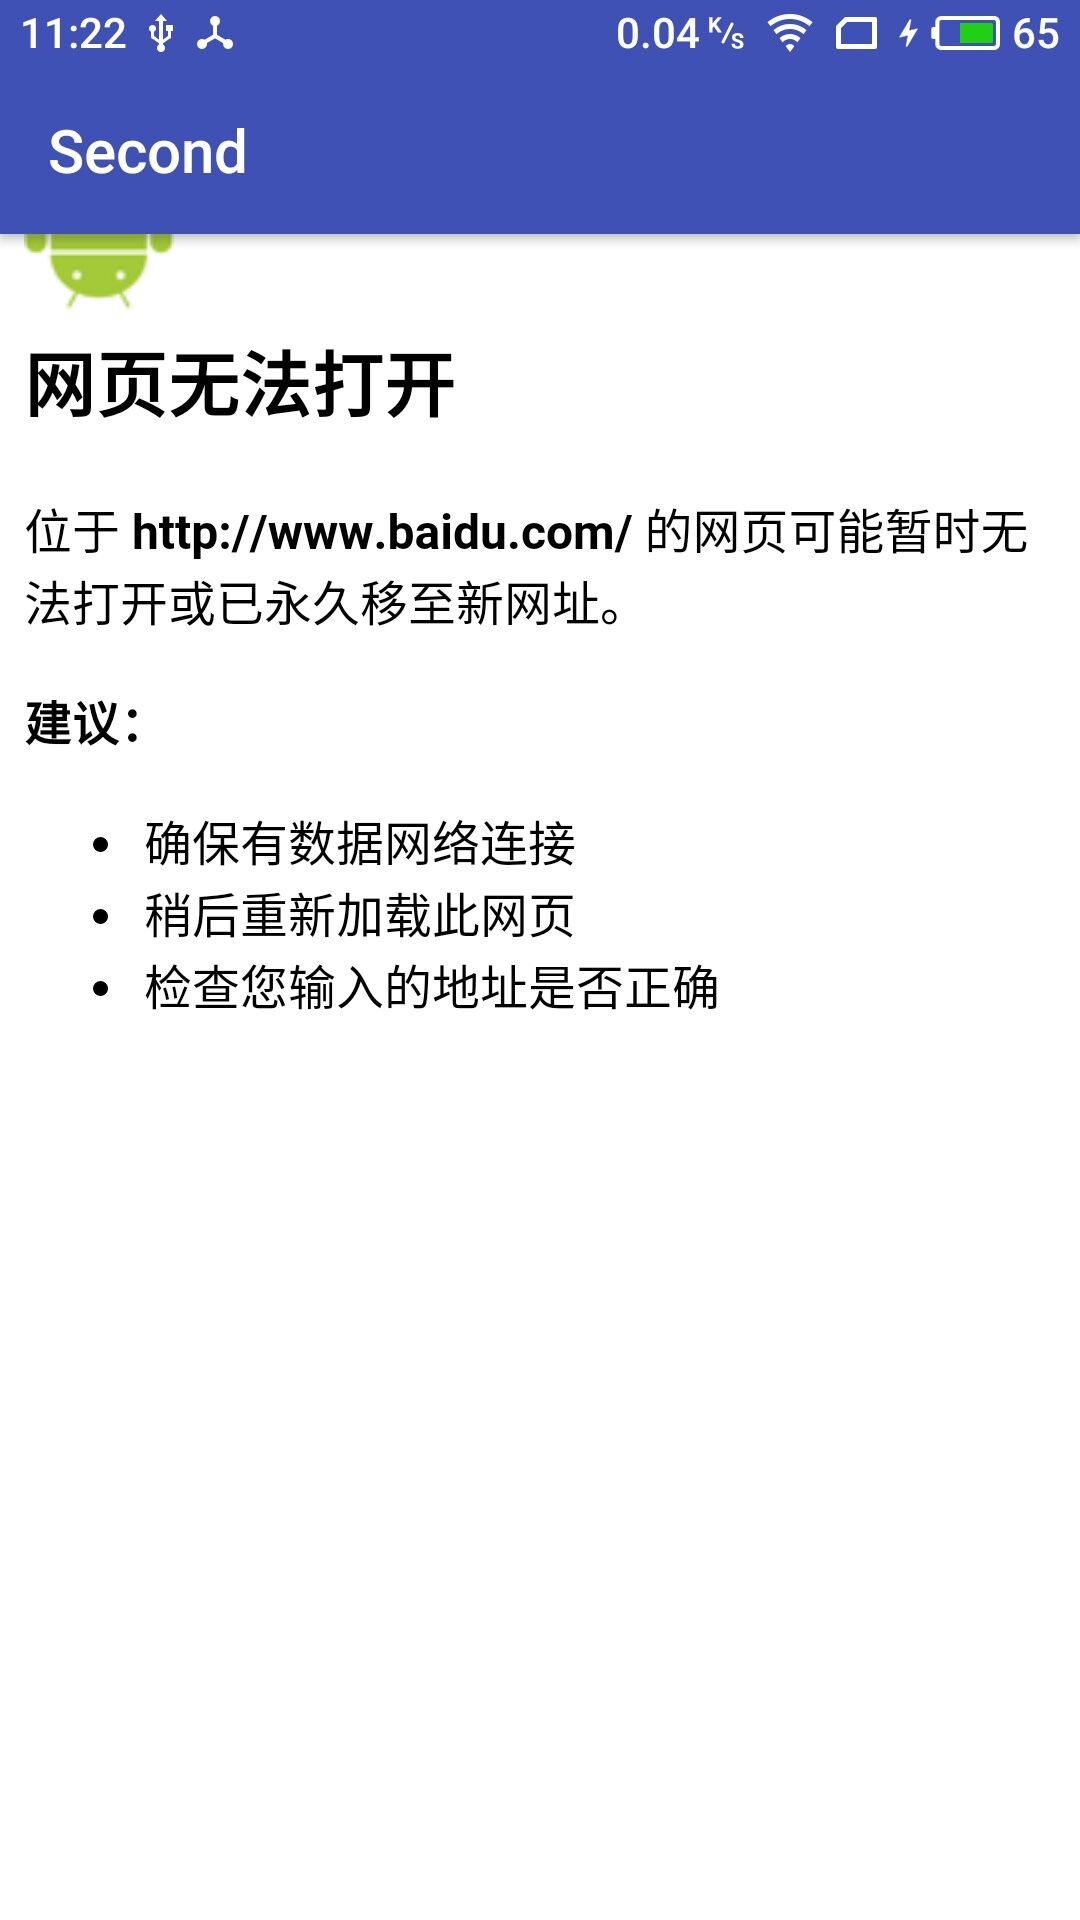 11:22 0.04 K/s 65
Second
网页无法打开
位于 http://www.baidu.com/ 的网页可能暂时无
法打开或已永久移至新网址。
建议：
• 确保有数据网络连接
• 稍后重新加载此网页
• 检查您输入的地址是否正确